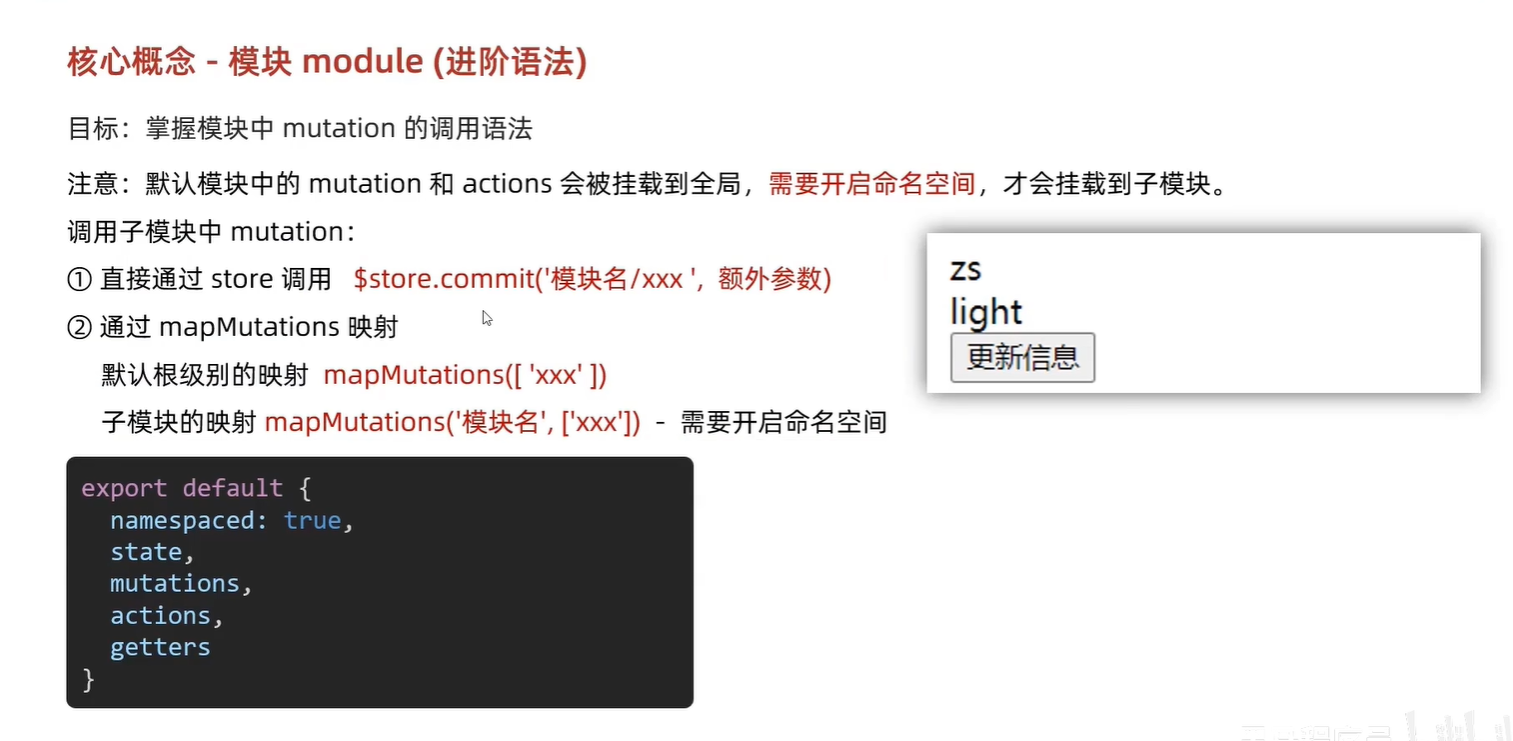 核心概念 - 模块 module (进阶语法)
目标：掌握模块中 mutation 的调用语法
注意：默认模块中的 mutation 和 actions 会被挂载到全局，需要开启命名空间，才会挂载到子模块。
调用子模块中 mutation：
① 直接通过 store 调用 $store.commit('模块名/xxx ', 额外参数)
② 通过 mapMutations 映射
默认根级别的映射 mapMutations([ 'xxx' ])
子模块的映射 mapMutations('模块名', ['xxx']) - 需要开启命名空间
zs
light
更新信息
export default {
namespaced: true,
state,
mutations,
actions,
getters
}